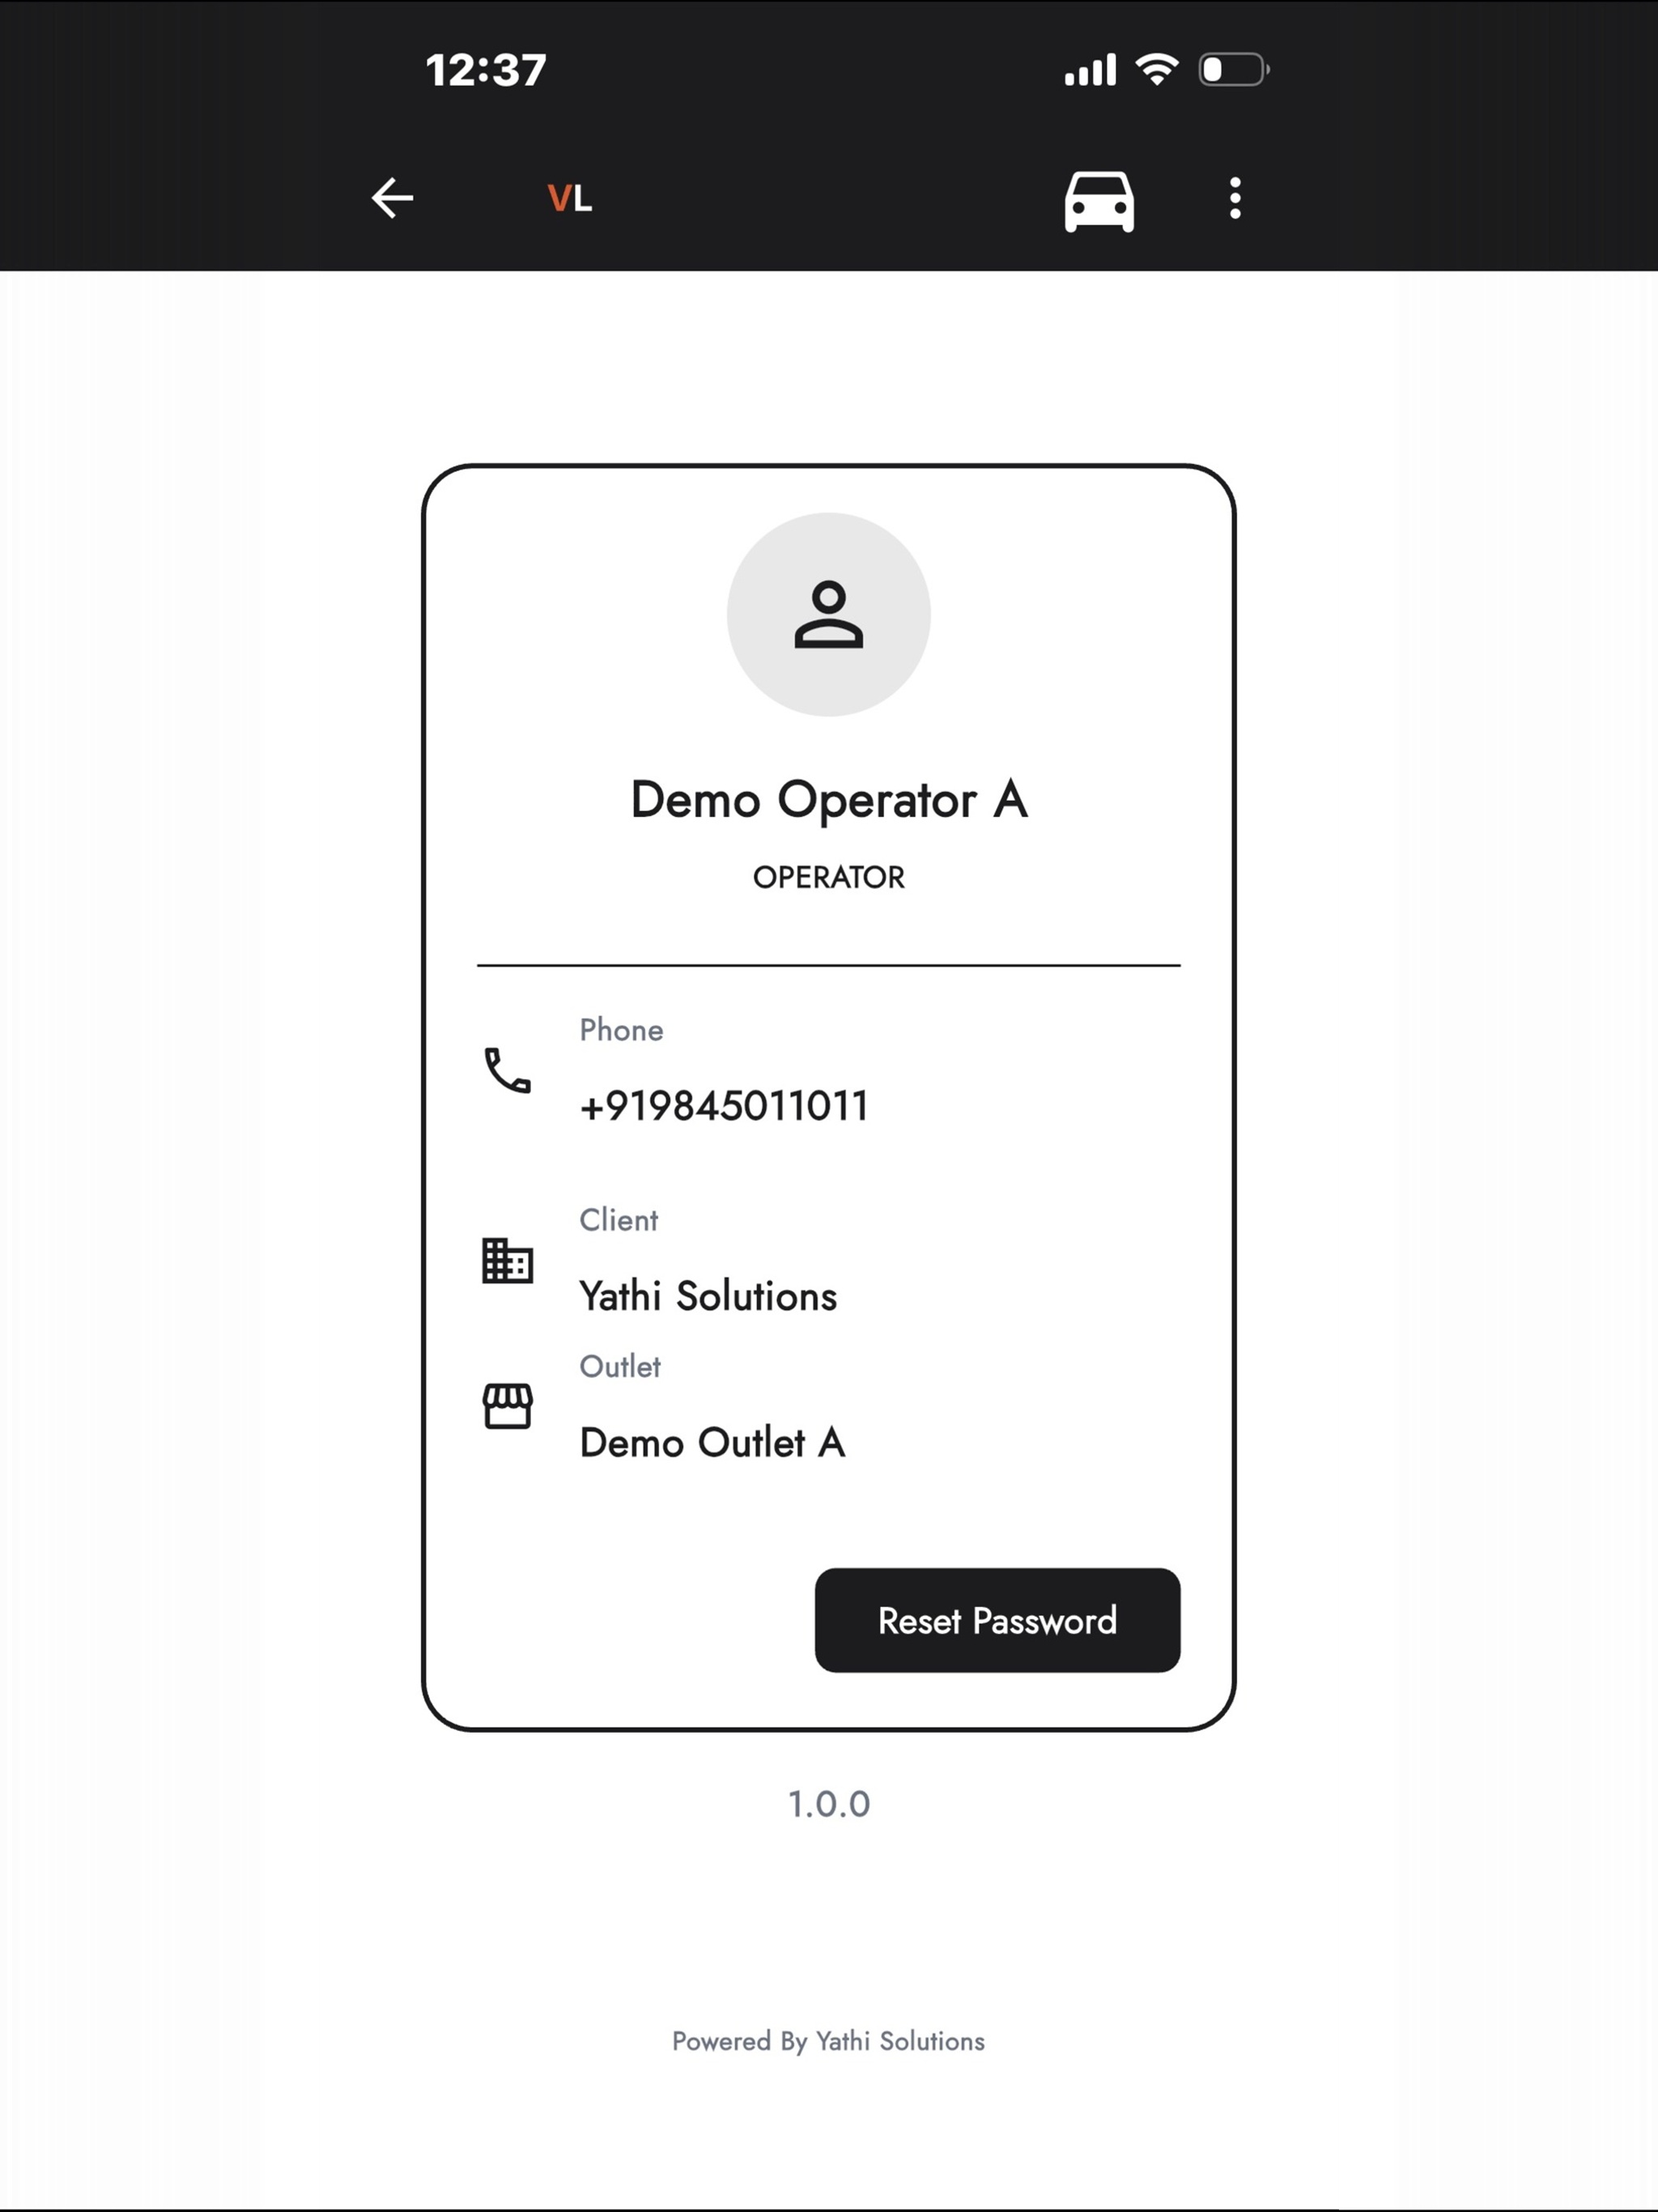 12:37
VL
Demo Operator A
OPERATOR
Phone
+919845011011
Client
Yathi Solutions
Outlet
Demo Outlet A
Reset Password
1.0.0
Powered By Yathi Solutions